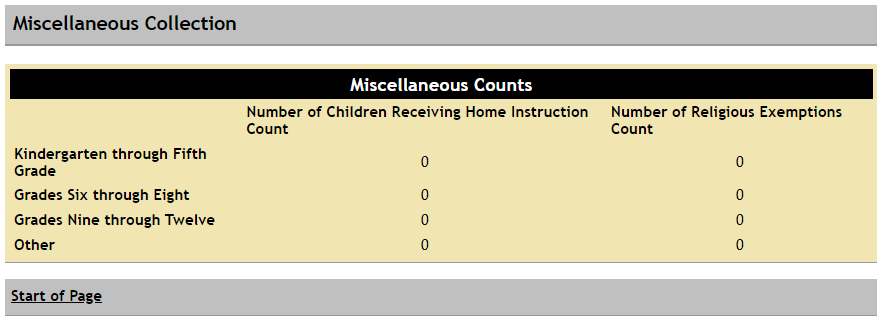 Miscellaneous Collection
Miscellaneous Counts
Number of Children Receiving Home Instruction Count
Number of Religious Exemptions Count
Kindergarten through Fifth Grade 0 0
Grades Six through Eight 0 0
Grades Nine through Twelve 0 0
Other 0 0
Start of Page